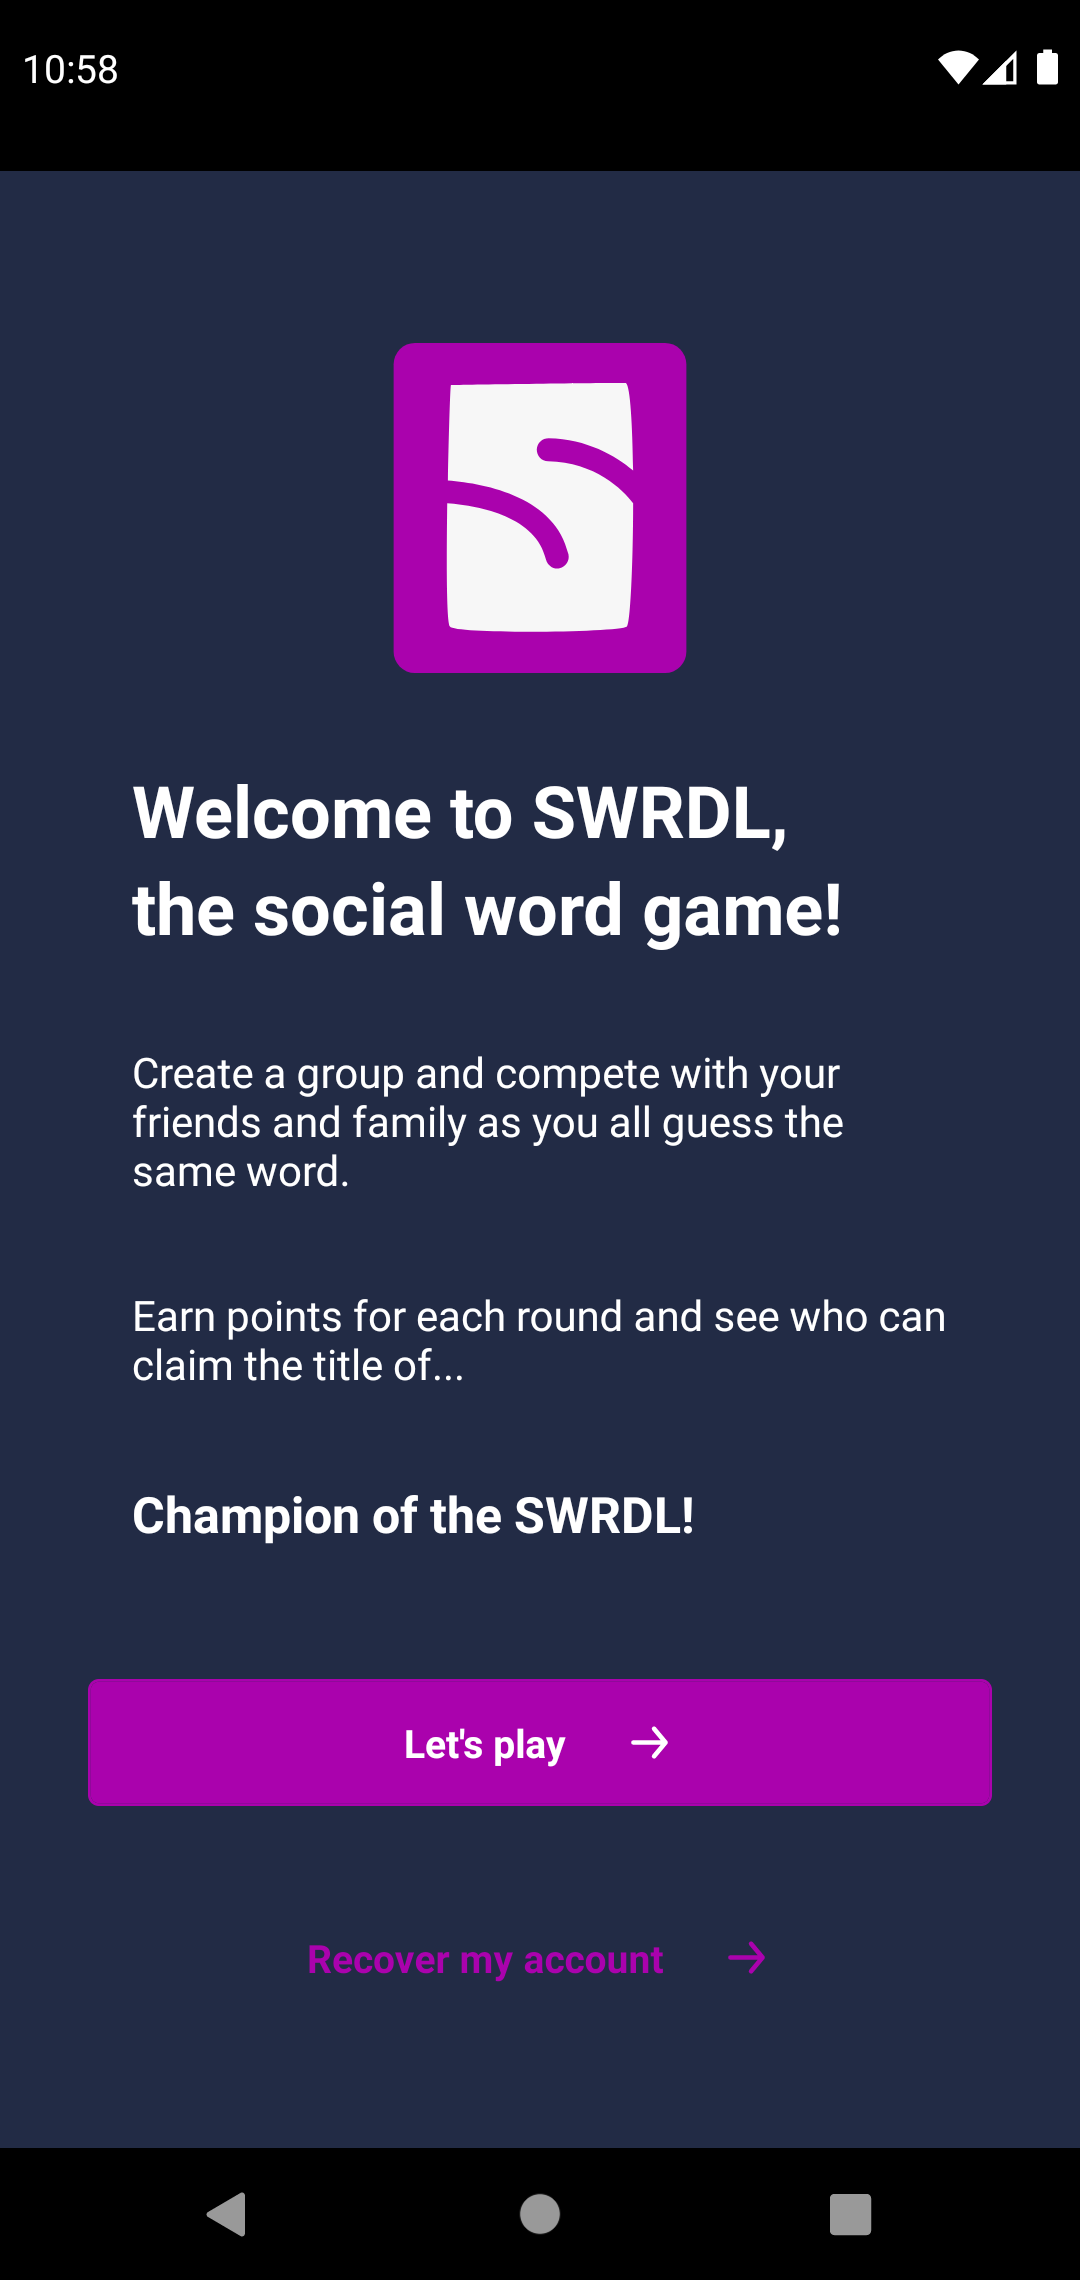 10:58
Welcome to SWRDL,
the social word game!
Create a group and compete with your
friends and family as you all guess the
same word.
Earn points for each round and see who can
claim the title of...
Champion of the SWRDL!
Let's play
Recover my account